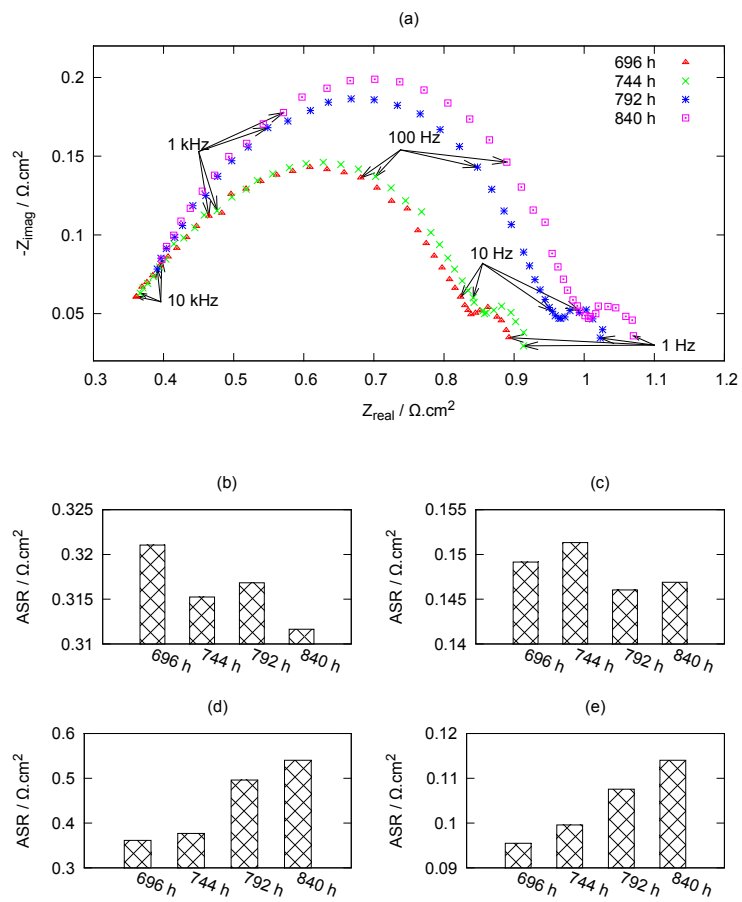 (a)
-Zimag / Ω.cm²
0.2
0.15
0.1
0.05
696 h
744 h
792 h
840 h
1 kHz
100 Hz
10 Hz
10 kHz
1 Hz
0.3 0.4 0.5 0.6 0.7 0.8 0.9 1 1.1 1.2
Zreal / Ω.cm²
(b)
ASR / Ω.cm²
0.325
0.32
0.315
0.31
696 h 744 h 792 h 840 h
(c)
ASR / Ω.cm²
0.155
0.15
0.145
0.14
696 h 744 h 792 h 840 h
(d)
ASR / Ω.cm²
0.6
0.5
0.4
0.3
696 h 744 h 792 h 840 h
(e)
ASR / Ω.cm²
0.12
0.11
0.1
0.09
696 h 744 h 792 h 840 h